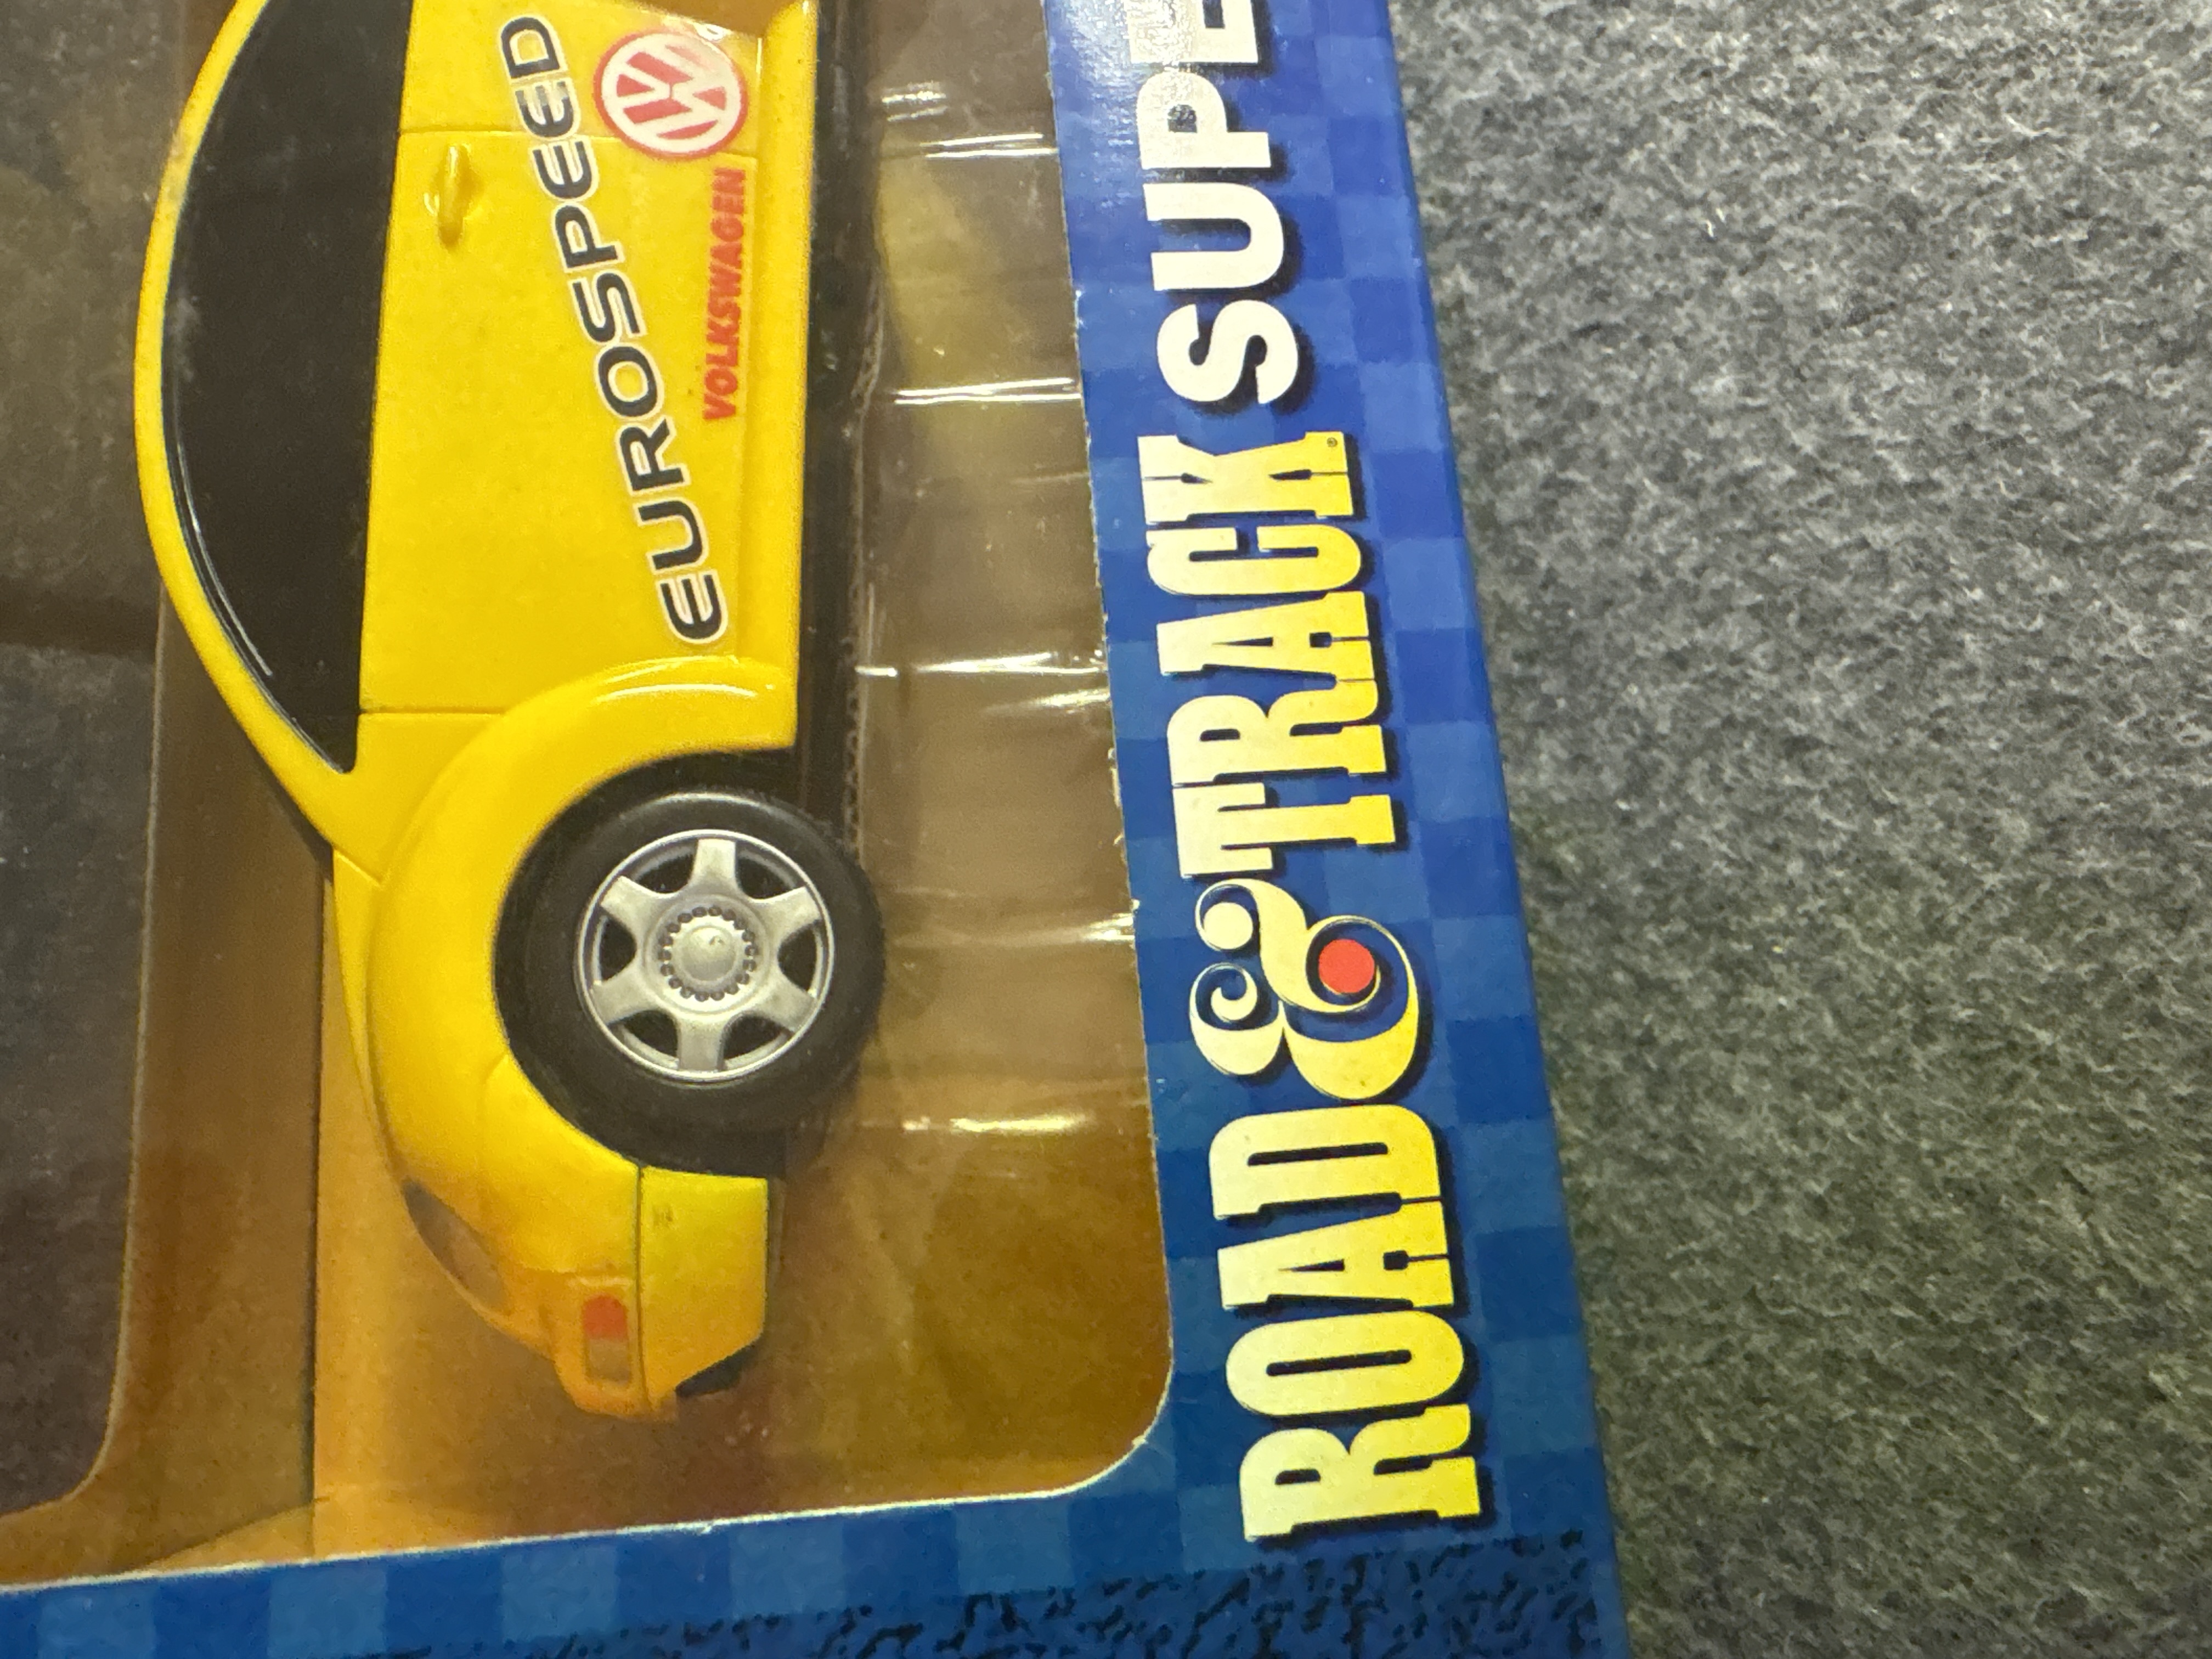 EUROSPEED
VOLKSWAGEN
ROAD & TRACK SUPE